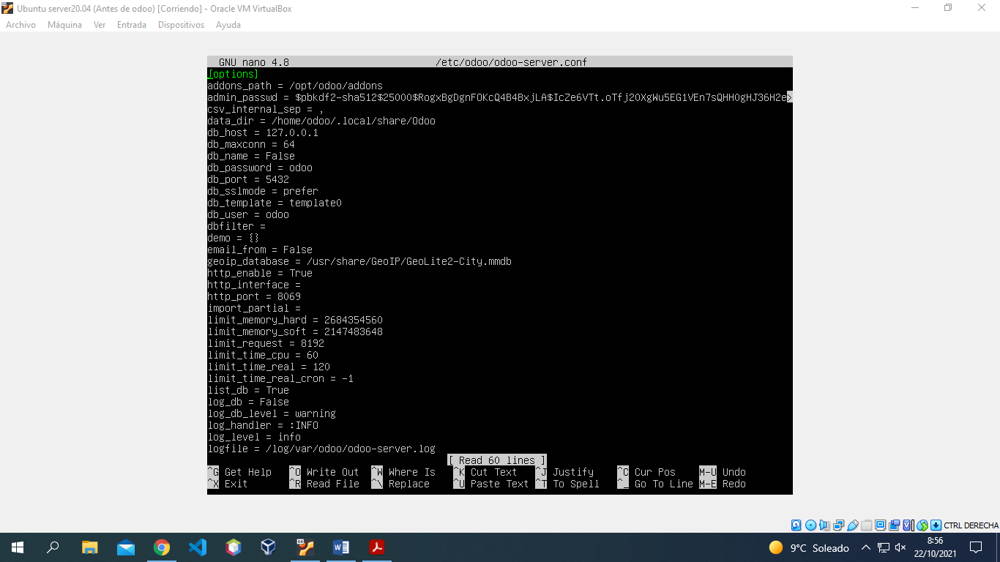 Ubuntu server20.04 (Antes de odoo) [Corriendo] - Oracle VM VirtualBox
Archivo Máquina Ver Entrada Dispositivos Ayuda
GNU nano 4.8 /etc/odoo/odoo-server.conf
[options]
addons_path = /opt/odoo/addons
admin_passwd = $pbkdf2-sha512$25000$RogxBgDgnFOKcQ4B4BxjLA$IcZe6VTt.oTfj20XgWu5EG1VEn7sQHH0gHJ36H2e>
csv_internal_sep = ,
data_dir = /home/odoo/.local/share/Odoo
db_host = 127.0.0.1
db_maxconn = 64
db_name = False
db_password = odoo
db_port = 5432
db_sslmode = prefer
db_template = template0
db_user = odoo
dbfilter =
demo = {}
email_from = False
geoip_database = /usr/share/GeoIP/GeoLite2-City.mmdb
http_enable = True
http_interface =
http_port = 8069
import_partial =
limit_memory_hard = 2684354560
limit_memory_soft = 2147483648
limit_request = 8192
limit_time_cpu = 60
limit_time_real = 120
limit_time_real_cron = -1
list_db = True
log_db = False
log_db_level = warning
log_handler = :INFO
log_level = info
logfile = /log/var/odoo/odoo-server.log
[ Read 60 lines ]
^G Get Help ^O Write Out ^W Where Is ^K Cut Text ^J Justify ^C Cur Pos M-U Undo
^X Exit ^R Read File ^\ Replace ^U Paste Text ^T To Spell ^_ Go To Line M-E Redo
CTRL DERECHA
9°C Soleado
8:56
22/10/2021